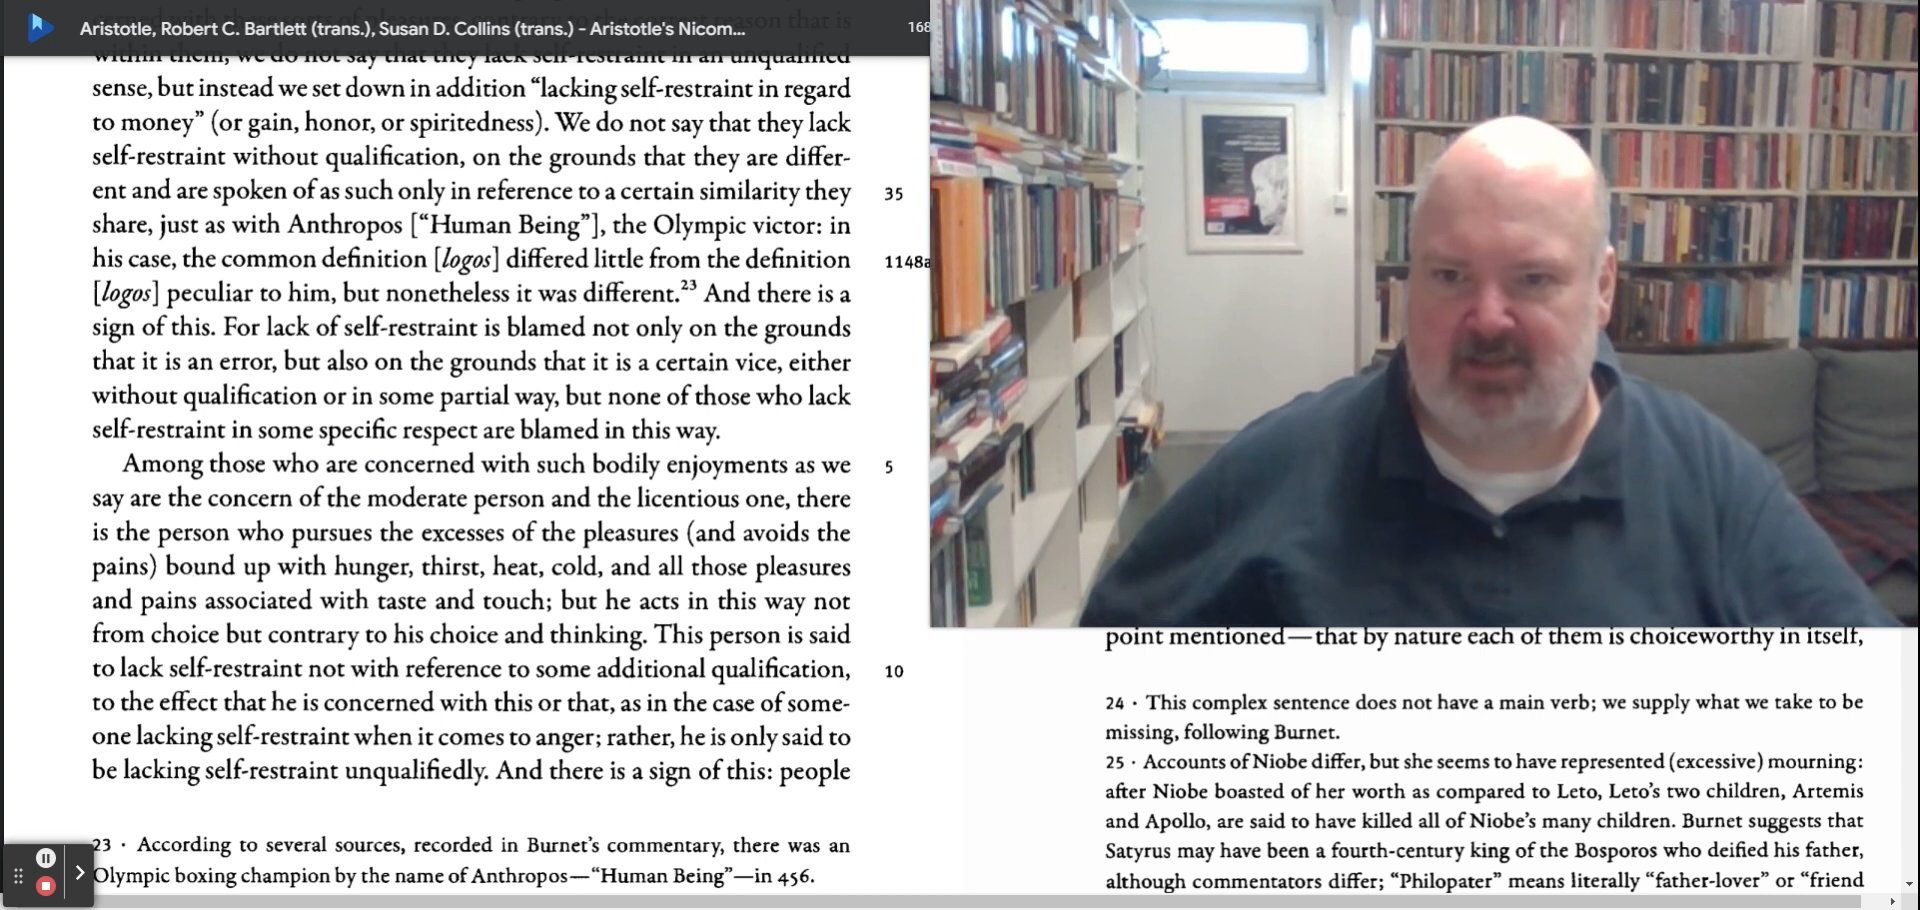 Aristotle, Robert C. Bartlett (trans.), Susan D. Collins (trans.) - Aristotle's Nicom...
168
within them, we do not say that they lack self-restraint in an unqualified
sense, but instead we set down in addition “lacking self-restraint in regard
to money” (or gain, honor, or spiritedness). We do not say that they lack
self-restraint without qualification, on the grounds that they are differ-
ent and are spoken of as such only in reference to a certain similarity they
35
share, just as with Anthropos [“Human Being”], the Olympic victor: in
his case, the common definition [logos] differed little from the definition
1148a
[logos] peculiar to him, but nonetheless it was different.²³ And there is a
sign of this. For lack of self-restraint is blamed not only on the grounds
that it is an error, but also on the grounds that it is a certain vice, either
without qualification or in some partial way, but none of those who lack
self-restraint in some specific respect are blamed in this way.
Among those who are concerned with such bodily enjoyments as we
5
say are the concern of the moderate person and the licentious one, there
is the person who pursues the excesses of the pleasures (and avoids the
pains) bound up with hunger, thirst, heat, cold, and all those pleasures
and pains associated with taste and touch; but he acts in this way not
from choice but contrary to his choice and thinking. This person is said
to lack self-restraint not with reference to some additional qualification,
10
to the effect that he is concerned with this or that, as in the case of some-
one lacking self-restraint when it comes to anger; rather, he is only said to
be lacking self-restraint unqualifiedly. And there is a sign of this: people
23 · According to several sources, recorded in Burnet’s commentary, there was an
Olympic boxing champion by the name of Anthropos—“Human Being”—in 456.
point mentioned—that by nature each of them is choiceworthy in itself,
24 · This complex sentence does not have a main verb; we supply what we take to be
missing, following Burnet.
25 · Accounts of Niobe differ, but she seems to have represented (excessive) mourning:
after Niobe boasted of her worth as compared to Leto, Leto’s two children, Artemis
and Apollo, are said to have killed all of Niobe’s many children. Burnet suggests that
Satyrus may have been a fourth-century king of the Bosporos who deified his father,
although commentators differ; “Philopater” means literally “father-lover” or “friend